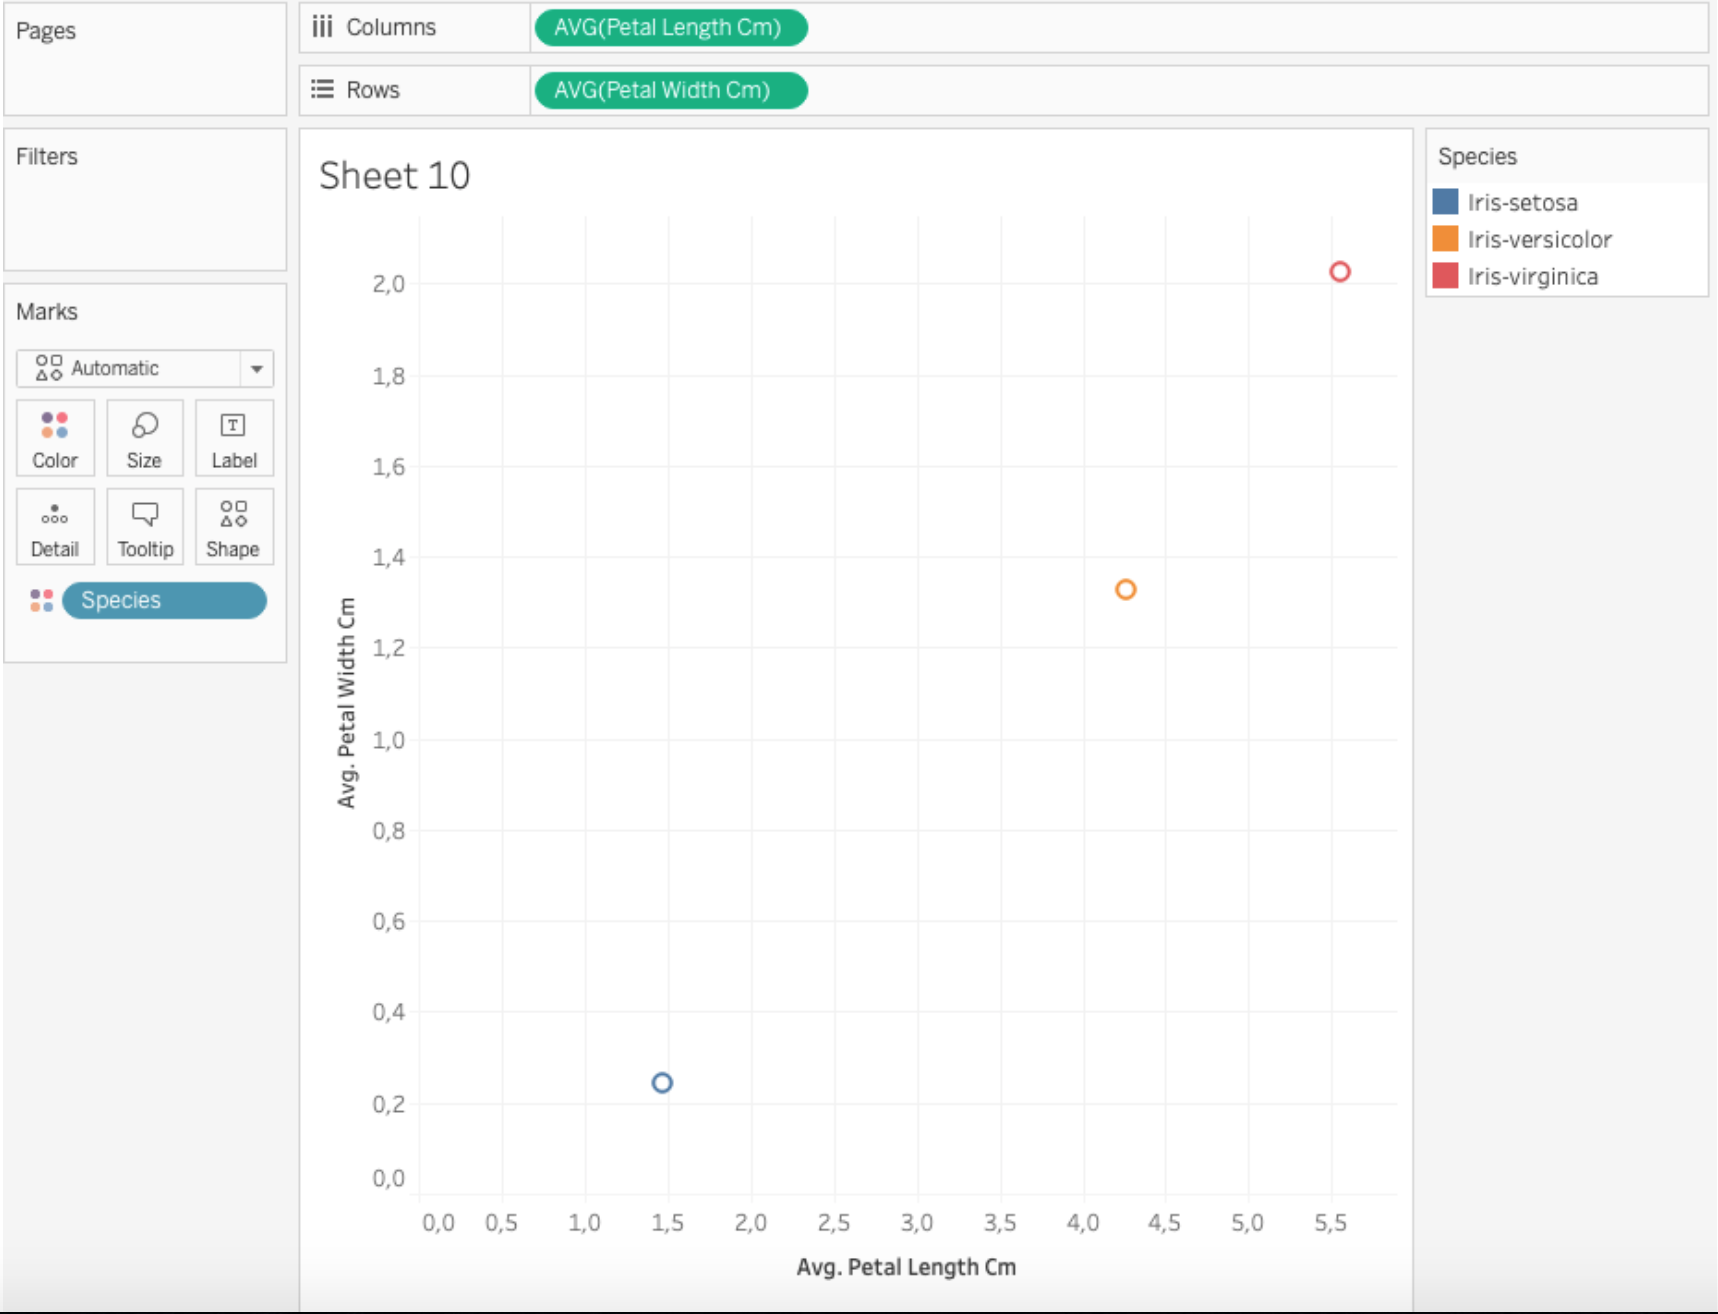 Pages
Columns
AVG(Petal Length Cm)
Rows
AVG(Petal Width Cm)
Filters
Marks
Automatic
Color
Size
Label
Detail
Tooltip
Shape
Species
Sheet 10
2,0
1,8
1,6
1,4
1,2
1,0
0,8
0,6
0,4
0,2
0,0
Avg. Petal Width Cm
0,0 0,5 1,0 1,5 2,0 2,5 3,0 3,5 4,0 4,5 5,0 5,5
Avg. Petal Length Cm
Species
Iris-setosa
Iris-versicolor
Iris-virginica